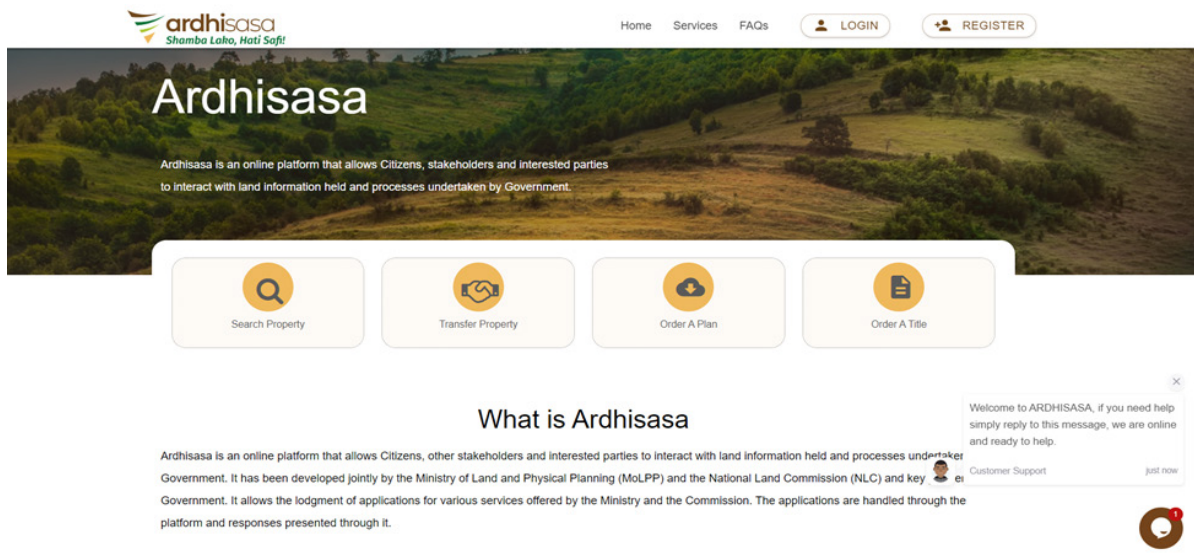 ardhisasa
Shamba Lako, Hati Safi!
Home Services FAQs LOGIN REGISTER
Ardhisasa
Ardhisasa is an online platform that allows Citizens, stakeholders and interested parties
to interact with land information held and processes undertaken by Government.
Search Property
Transfer Property
Order A Plan
Order A Title
What is Ardhisasa
Ardhisasa is an online platform that allows Citizens, other stakeholders and interested parties to interact with land information held and processes
Government. It has been developed jointly by the Ministry of Land and Physical Planning (MoLPP) and the National Land Commission (NLC) and key
Government. It allows the lodgment of applications for various services offered by the Ministry and the Commission. The applications are handled through the
platform and responses presented through it.
Welcome to ARDHISASA, if you need help
simply reply to this message, we are online
and ready to help.
Customer Support just now
1